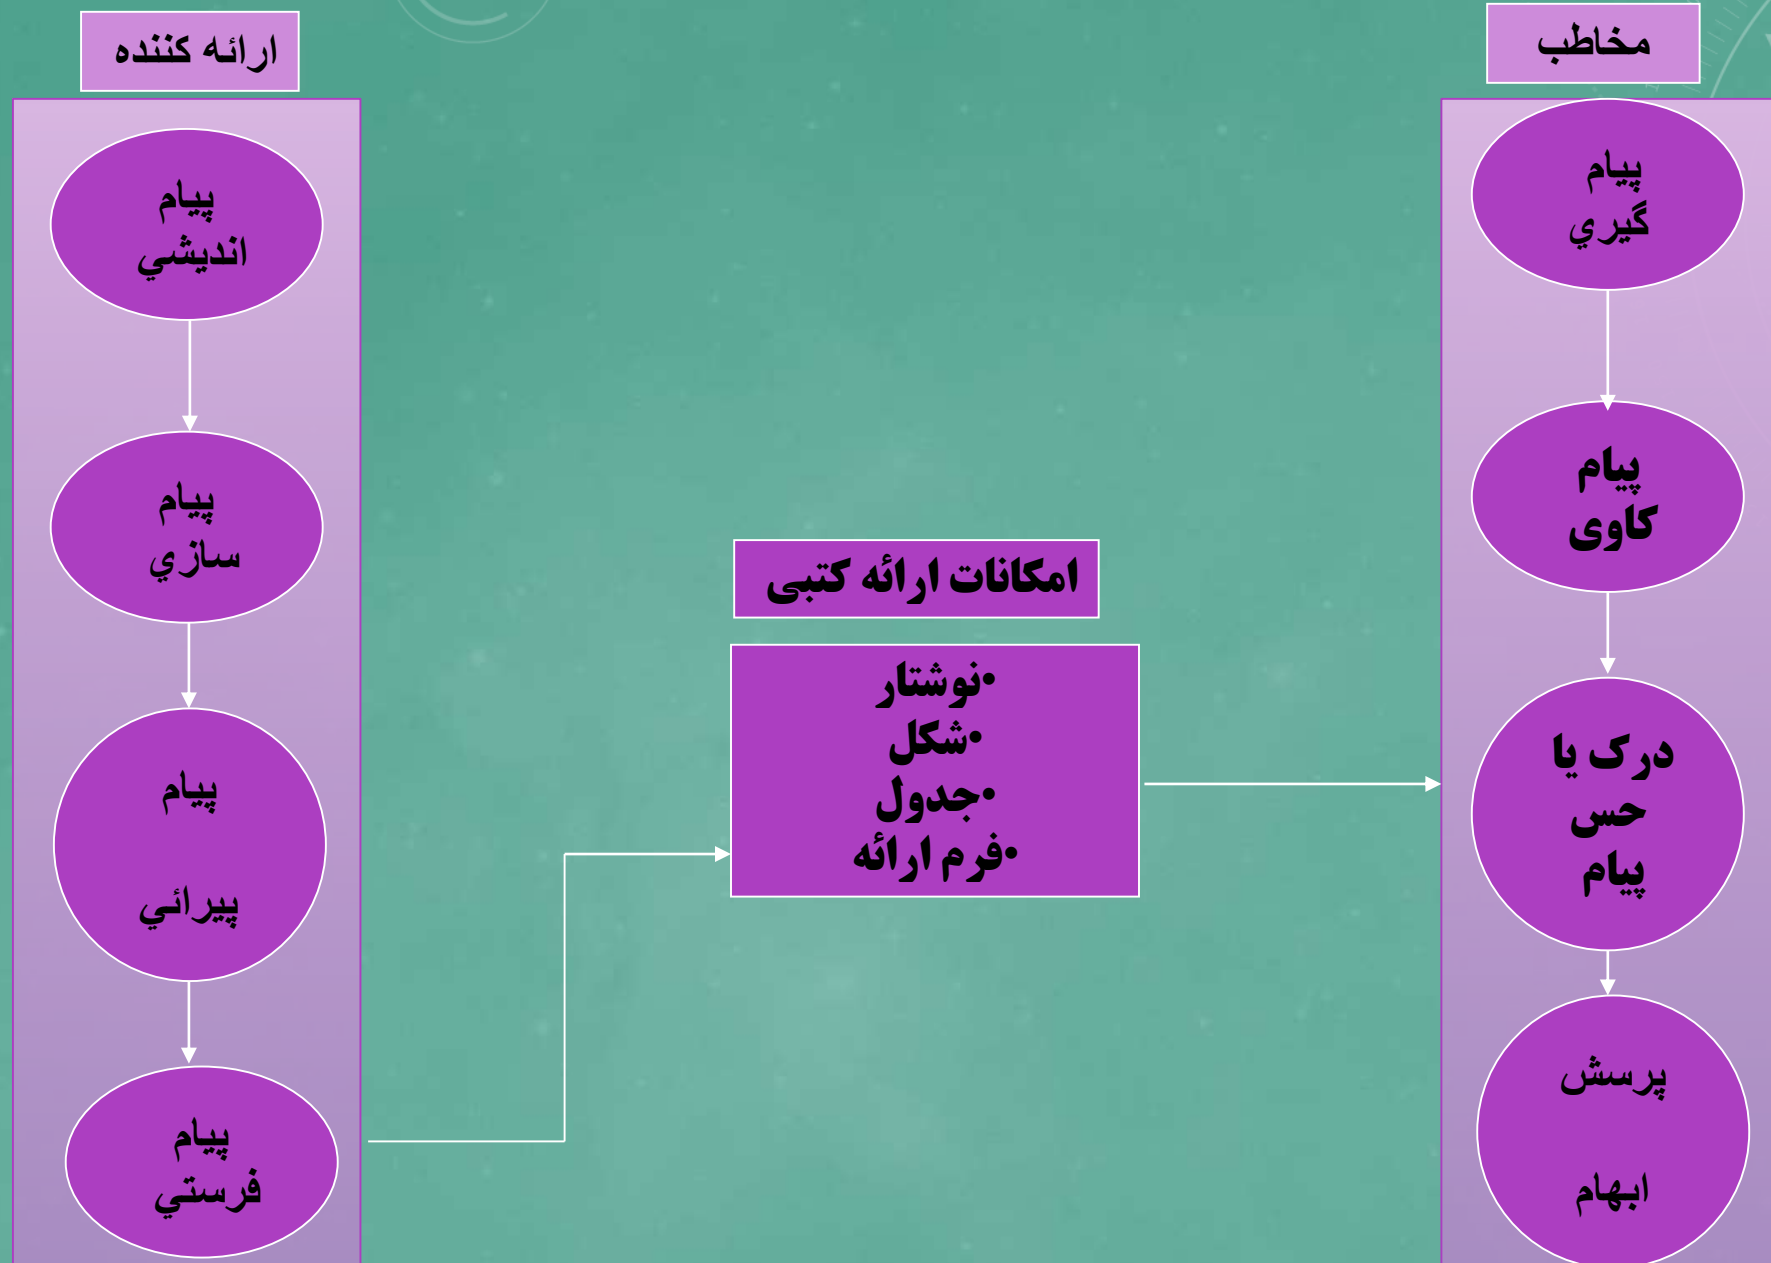 ارائه کننده
پيام
انديشي
پيام
سازي
پيام
پيرائي
پيام
فرستي
امکانات ارائه کتبی
•نوشتار
•شکل
•جدول
•فرم ارائه
مخاطب
پيام
گيري
پیام
کاوی
درک یا
حس
پیام
پرسش
ابهام